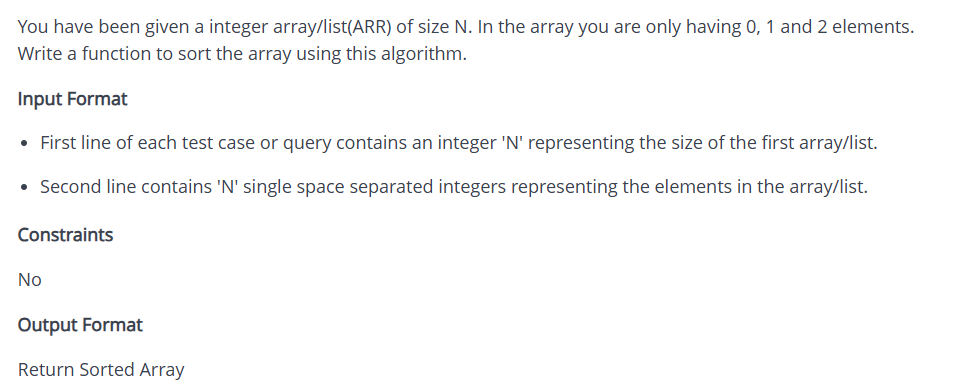 You have been given a integer array/list(ARR) of size N. In the array you are only having 0, 1 and 2 elements.
Write a function to sort the array using this algorithm.
Input Format
• First line of each test case or query contains an integer 'N' representing the size of the first array/list.
• Second line contains 'N' single space separated integers representing the elements in the array/list.
Constraints
No
Output Format
Return Sorted Array